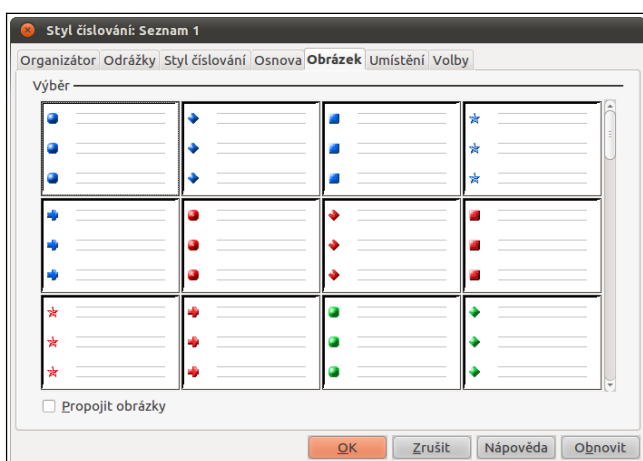 Styl číslování: Seznam 1
Organizátor Odrážky Styl číslování Osnova Obrázek Umístění Volby
Výběr
Propojit obrázky
OK Zrušit Nápověda Obnovit